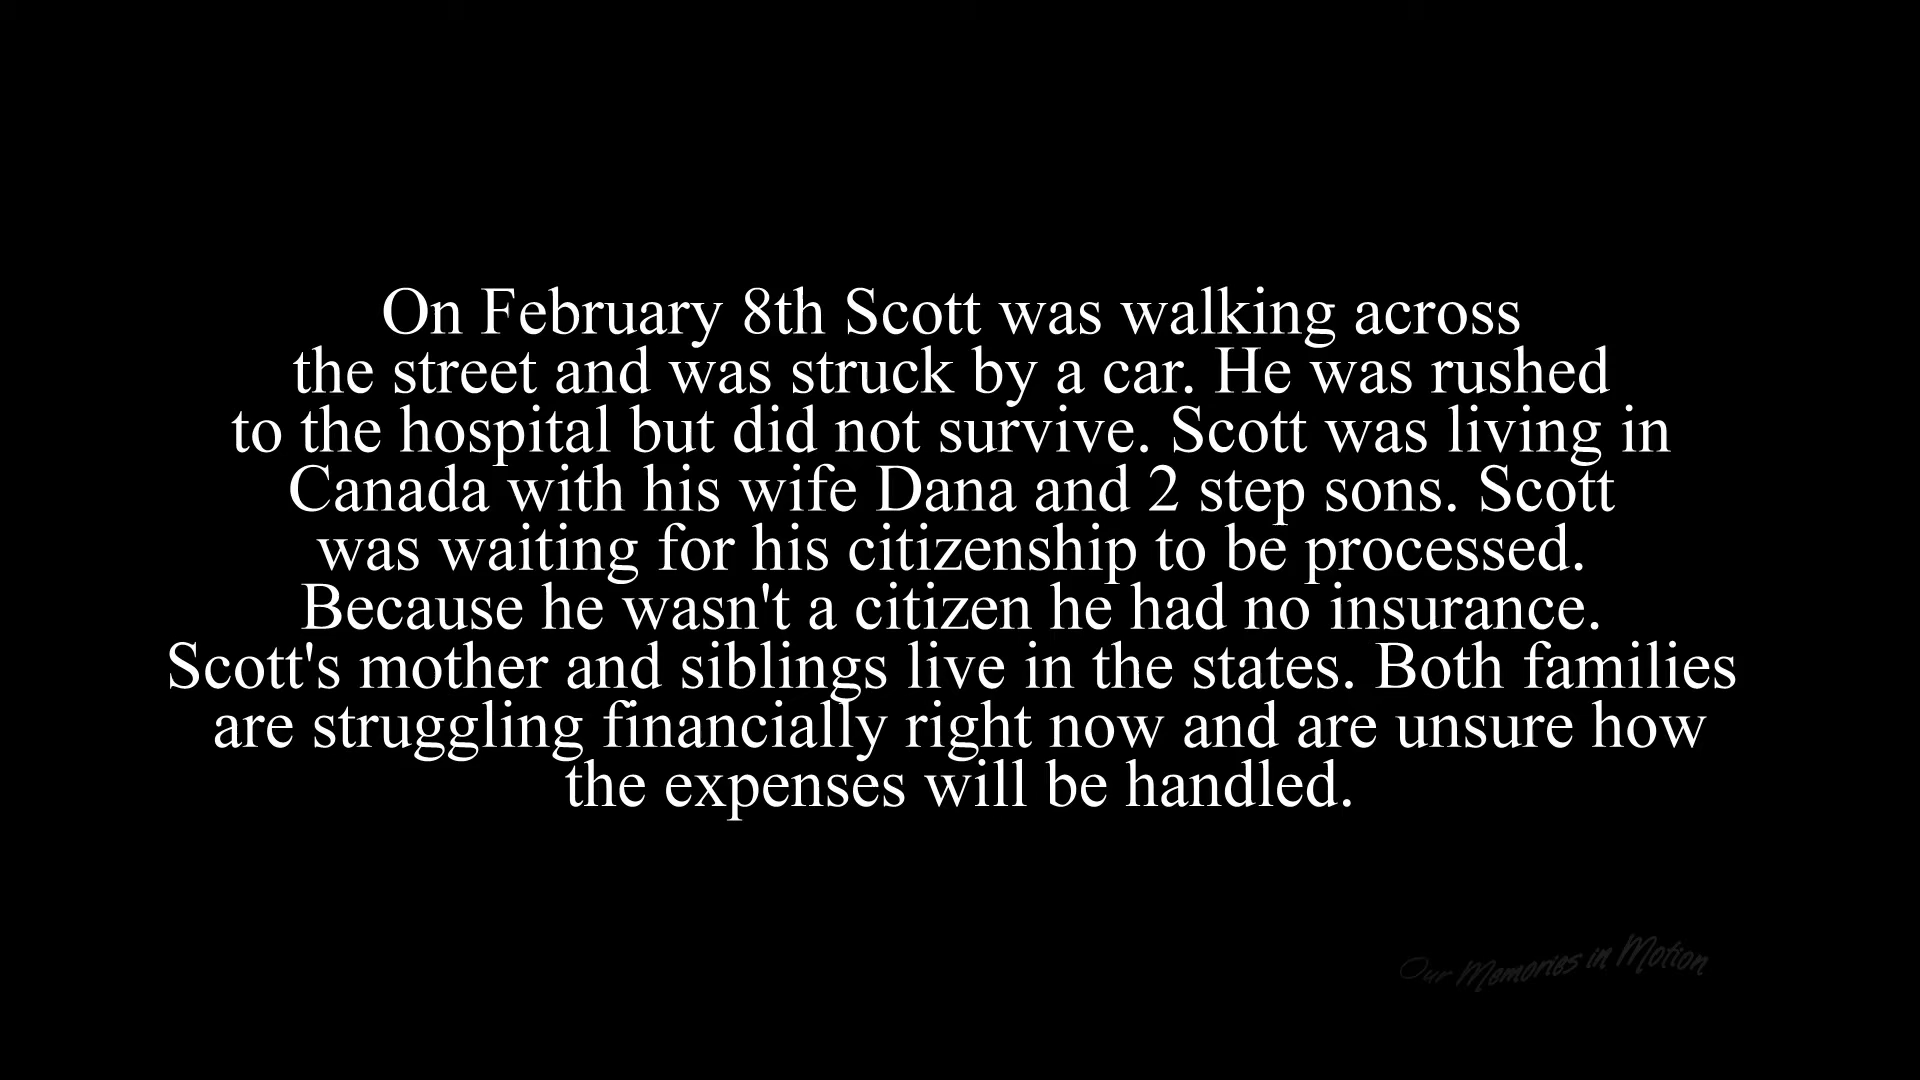 On February 8th Scott was walking across
the street and was struck by a car. He was rushed
to the hospital but did not survive. Scott was living in
Canada with his wife Dana and 2 step sons. Scott
was waiting for his citizenship to be processed.
Because he wasn't a citizen he had no insurance.
Scott's mother and siblings live in the states. Both families
are struggling financially right now and are unsure how
the expenses will be handled.
Our Memories in Motion